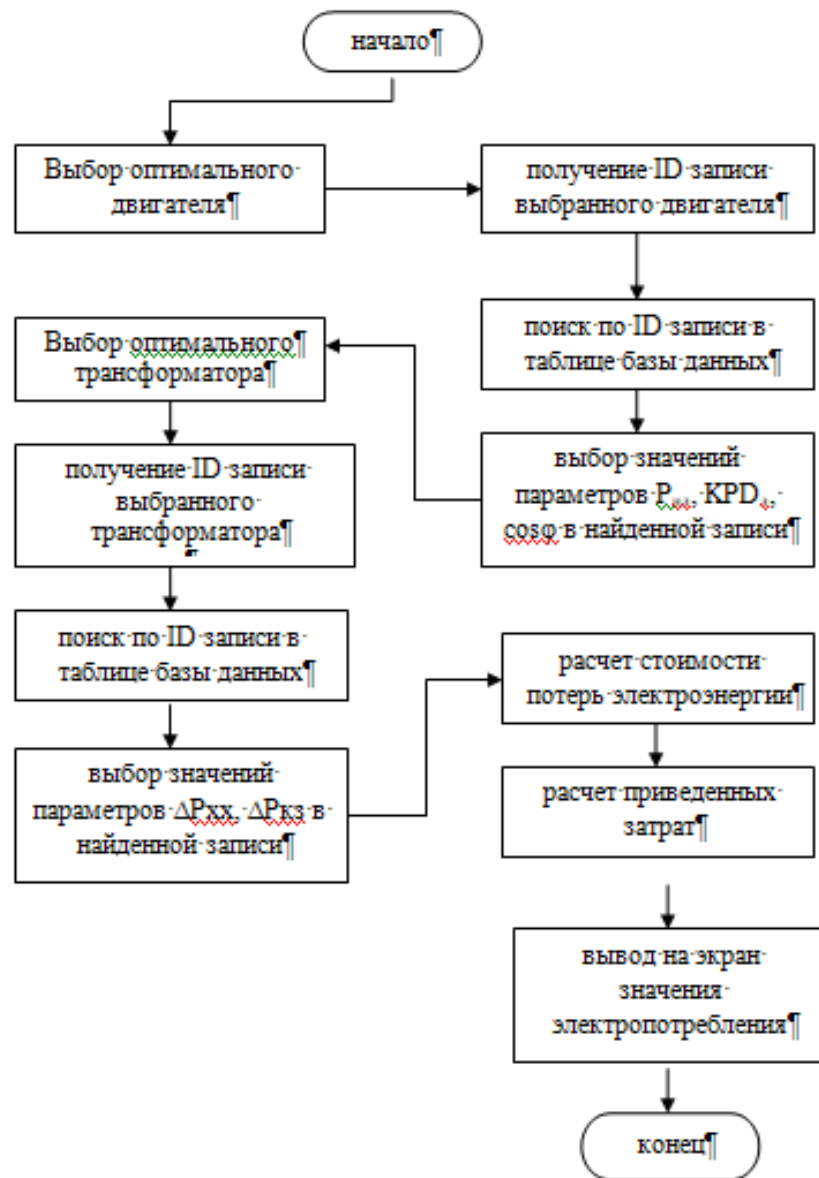 начало¶
Выбор·оптимального·
двигателя¶
получение·ID·записи·
выбранного·двигателя¶
поиск·по·ID·записи·в·
таблице·базы·данных¶
выбор·значений·
параметров· KPD
cosφ·в·найденной·записи¶
Выбор·оптимального¶
трансформатора¶
получение·ID·записи·
выбранного·
трансформатора¶
¶
поиск·по·ID·записи·в·
таблице·базы·данных¶
выбор·значений·
параметров·ΔPxx,·ΔPкз·в·
найденной·записи¶
расчет·стоимости·
потерь·электроэнергии¶
расчет·приведенных·
затрат¶
вывод·на·экран·
значения·
электропотребления¶
конец¶